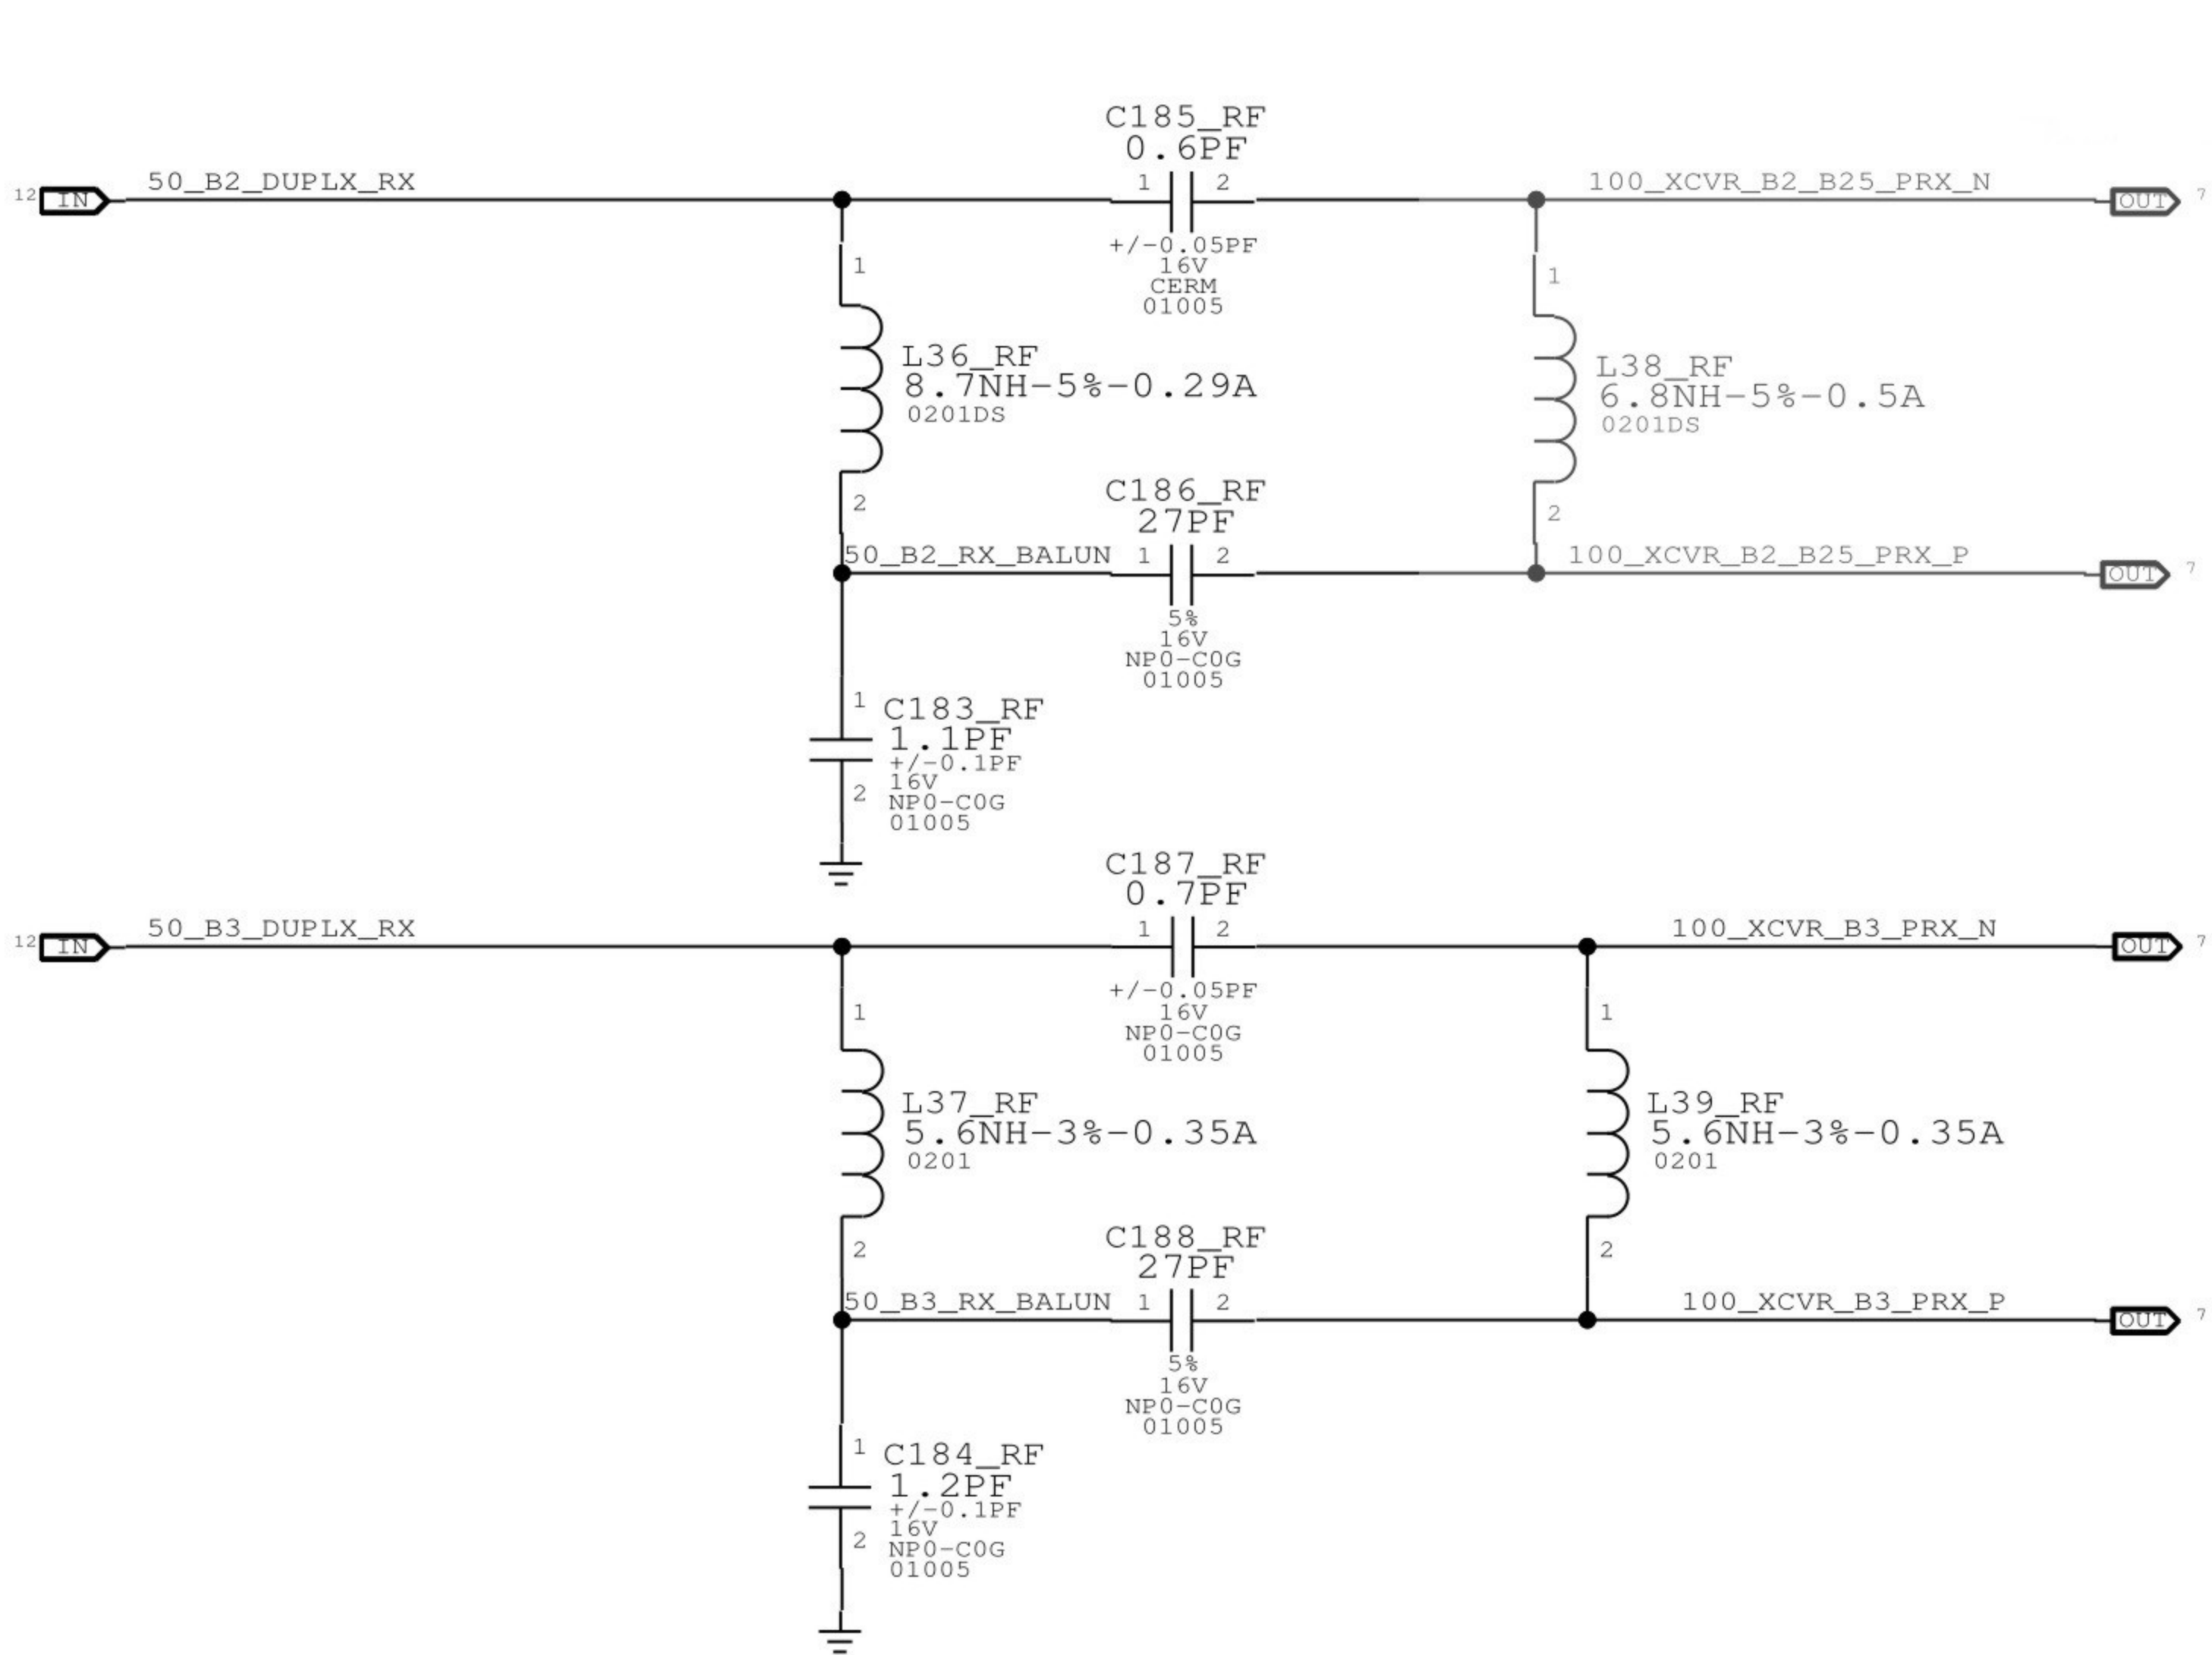 C185_RF
0.6PF
12 IN 50_B2_DUPLX_RX 1 2 100_XCVR_B2_B25_PRX_N OUT 7
+/-0.05PF
16V
CERM
01005
1
1
L36_RF
8.7NH-5%-0.29A
0201DS
L38_RF
6.8NH-5%-0.5A
0201DS
2
2
C186_RF
27PF
50_B2_RX_BALUN 1 2 100_XCVR_B2_B25_PRX_P OUT 7
5%
16V
NP0-C0G
01005
1
C183_RF
1.1PF
+/-0.1PF
16V
2
NP0-C0G
01005
C187_RF
0.7PF
12 IN 50_B3_DUPLX_RX 1 2 100_XCVR_B3_PRX_N OUT 7
+/-0.05PF
16V
NP0-C0G
01005
1
1
L37_RF
5.6NH-3%-0.35A
0201
L39_RF
5.6NH-3%-0.35A
0201
2
2
C188_RF
27PF
50_B3_RX_BALUN 1 2 100_XCVR_B3_PRX_P OUT 7
5%
16V
NP0-C0G
01005
1
C184_RF
1.2PF
+/-0.1PF
16V
2
NP0-C0G
01005